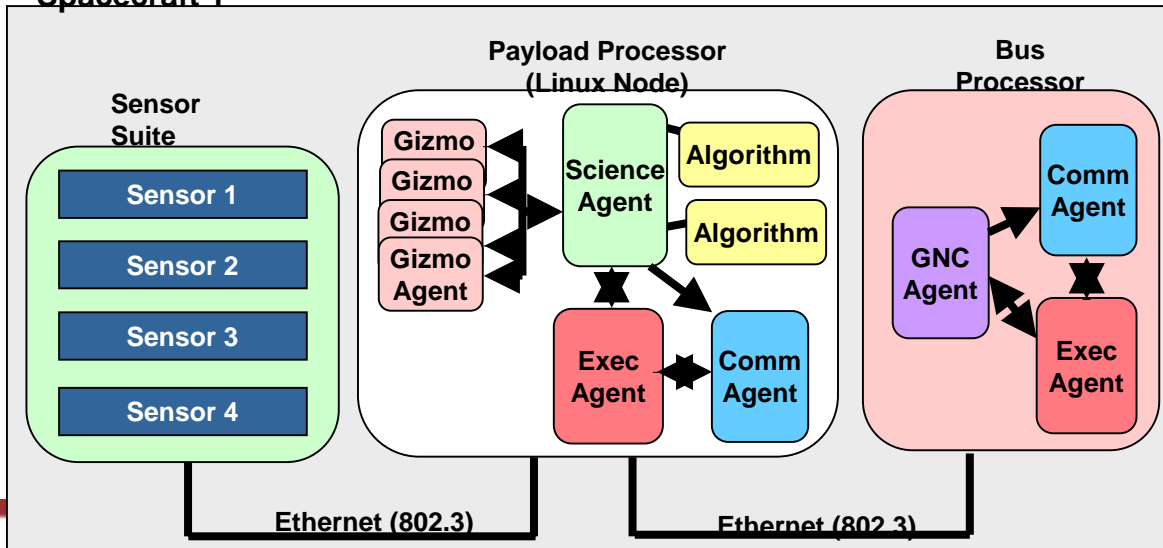 Spacecraft 1
Payload Processor
(Linux Node)
Bus
Processor
Sensor
Suite
Sensor 1
Sensor 2
Sensor 3
Sensor 4
Gizmo
Gizmo
Gizmo
Gizmo
Agent
Science
Agent
Algorithm
Algorithm
Exec
Agent
Comm
Agent
GNC
Agent
Comm
Agent
Exec
Agent
Ethernet (802.3)
Ethernet (802.3)